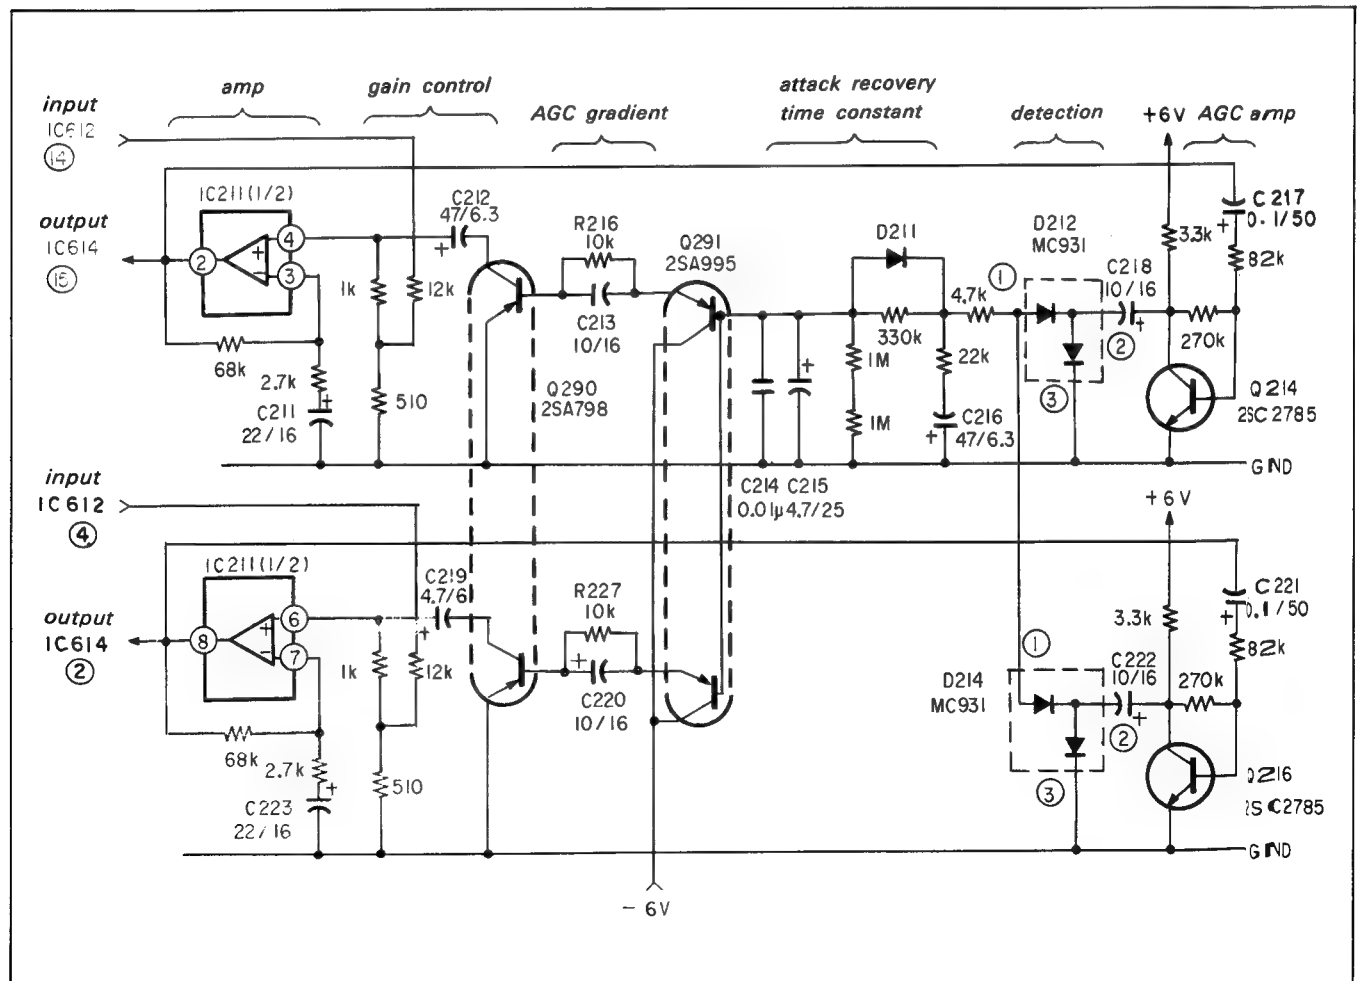 amp
gain control
AGC gradient
attack recovery
time constant
detection
+6V AGC amp
input
IC612
14
output
IC614
15
IC211(1/2)
2
4
3
+
−
68k
2.7k
C211
22/16
1k
12k
510
C212
47/6.3
+
R216
10k
C213
10/16
Q290
2SA798
Q291
2SA995
D211
330k
4.7k
1M
1M
22k
C216
47/6.3
C214 C215
0.01μ 4.7/25
D212
MC931
1
2
3
C218
10/16
3.3k
270k
C217
0.1/50
82k
Q214
2SC2785
GND
input
IC612
4
output
IC614
2
IC211(1/2)
8
6
7
+
−
68k
2.7k
C223
22/16
1k
12k
510
C219
4.7/6
+
R227
10k
C220
10/16
− 6V
D214
MC931
1
2
3
C222
10/16
+6V
3.3k
270k
C221
0.1/50
82k
Q216
2SC2785
GND